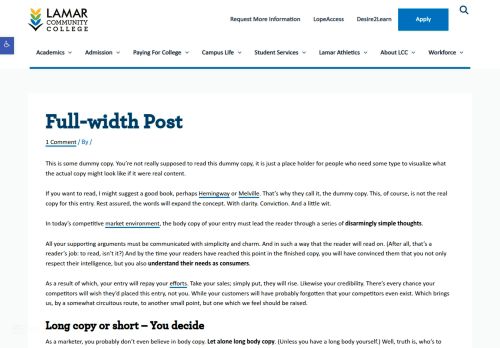 LAMAR
COMMUNITY
COLLEGE
Request More Information LopeAccess Desire2Learn Apply
Academics Admission Paying For College Campus Life Student Services Lamar Athletics About LCC Workforce
Full-width Post
1 Comment / By /
This is some dummy copy. You’re not really supposed to read this dummy copy, it is just a place holder for people who need some type to visualize what
the actual copy might look like if it were real content.
If you want to read, I might suggest a good book, perhaps Hemingway or Melville. That’s why they call it, the dummy copy. This, of course, is not the real
copy for this entry. Rest assured, the words will expand the concept. With clarity. Conviction. And a little wit.
In today’s competitive market environment, the body copy of your entry must lead the reader through a series of disarmingly simple thoughts.
All your supporting arguments must be communicated with simplicity and charm. And in such a way that the reader will read on. (After all, that’s a
reader’s job: to read, isn’t it?) And by the time your readers have reached this point in the finished copy, you will have convinced them that you not only
respect their intelligence, but you also understand their needs as consumers.
As a result of which, your entry will repay your efforts. Take your sales; simply put, they will rise. Likewise your credibility. There’s every chance your
competitors will wish they’d placed this entry, not you. While your customers will have probably forgotten that your competitors even exist. Which brings
us, by a somewhat circuitous route, to another small point, but one which we feel should be raised.
Long copy or short – You decide
As a marketer, you probably don’t even believe in body copy. Let alone long body copy. (Unless you have a long body yourself.) Well, truth is, who’s to